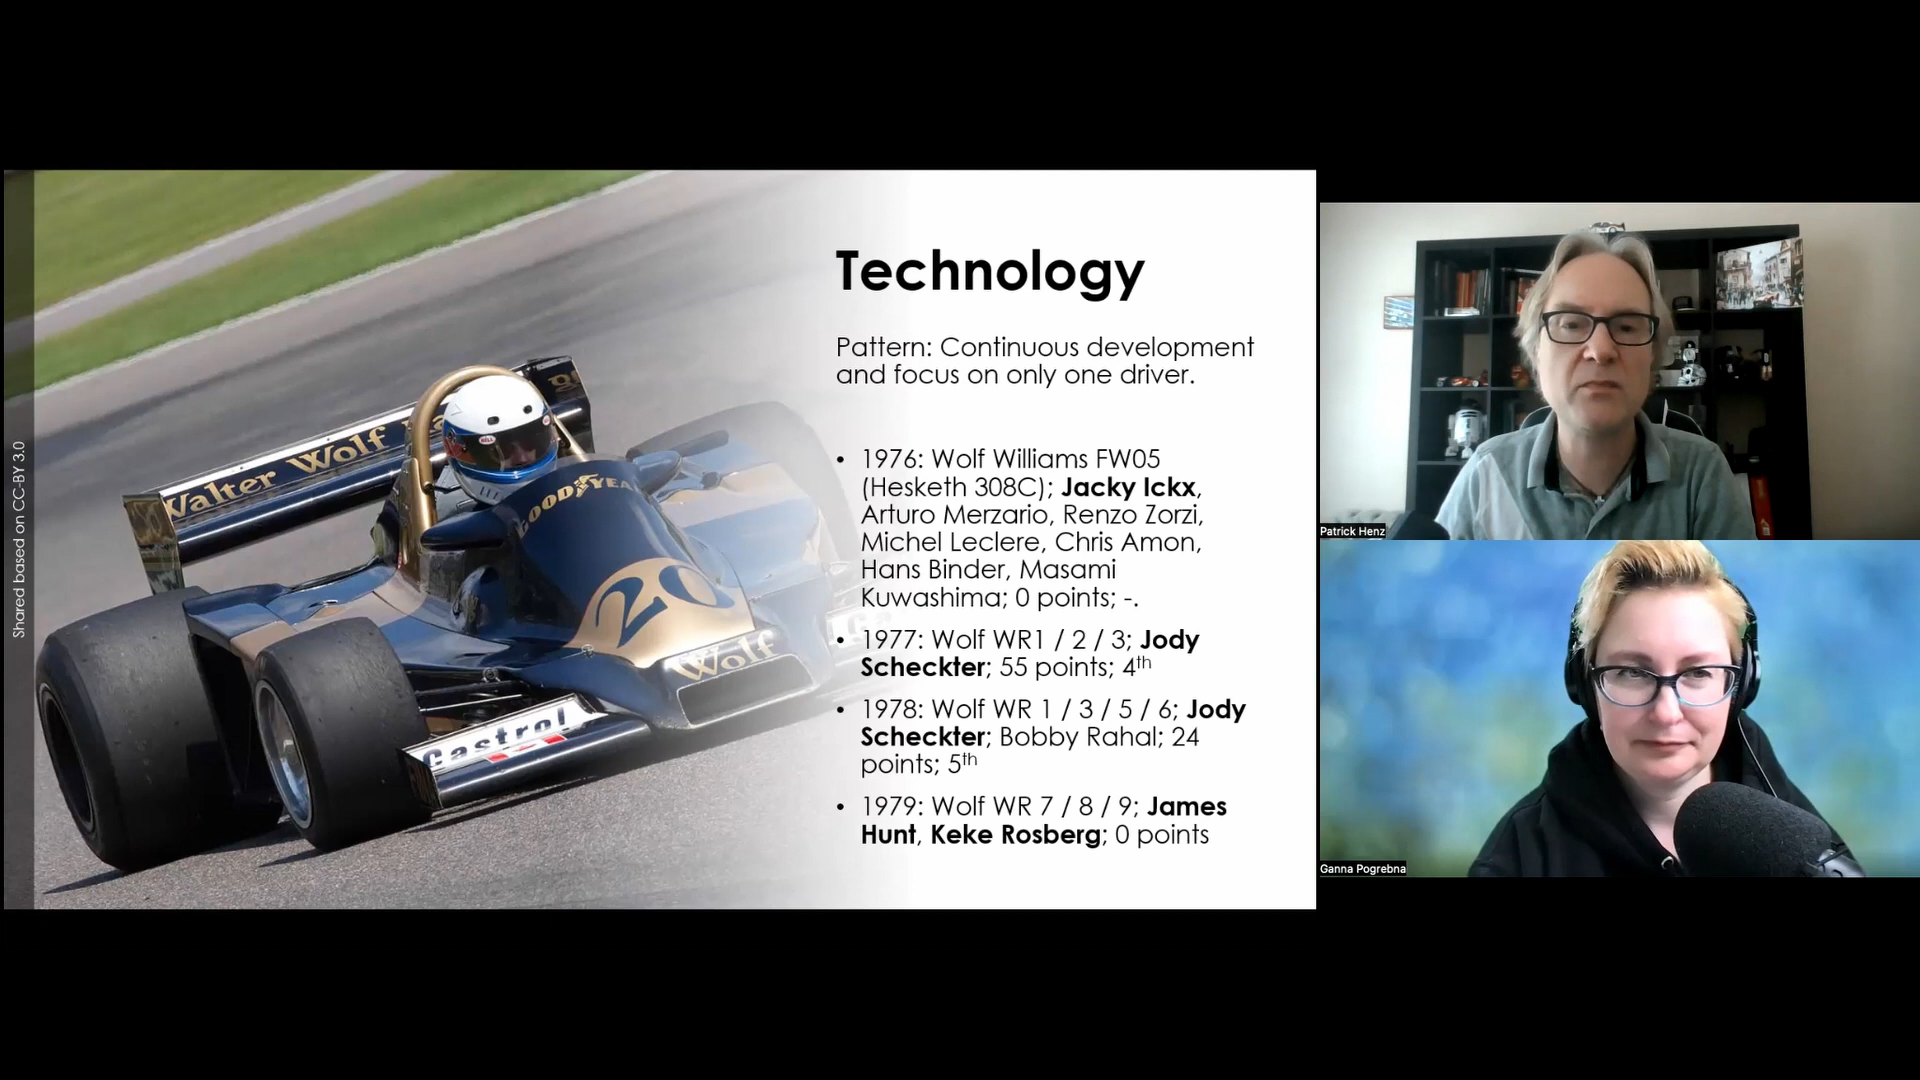 Shared based on CC-BY 3.0
Walter Wolf
GOODYEAR
20
Wolf
Castrol
Technology
Pattern: Continuous development
and focus on only one driver.
• 1976: Wolf Williams FW05
(Hesketh 308C); Jacky Ickx,
Arturo Merzario, Renzo Zorzi,
Michel Leclere, Chris Amon,
Hans Binder, Masami
Kuwashima; 0 points; -.
• 1977: Wolf WR1 / 2 / 3; Jody
Scheckter; 55 points; 4th
• 1978: Wolf WR 1 / 3 / 5 / 6; Jody
Scheckter; Bobby Rahal; 24
points; 5th
• 1979: Wolf WR 7 / 8 / 9; James
Hunt, Keke Rosberg; 0 points
Patrick Henz
Ganna Pogrebna